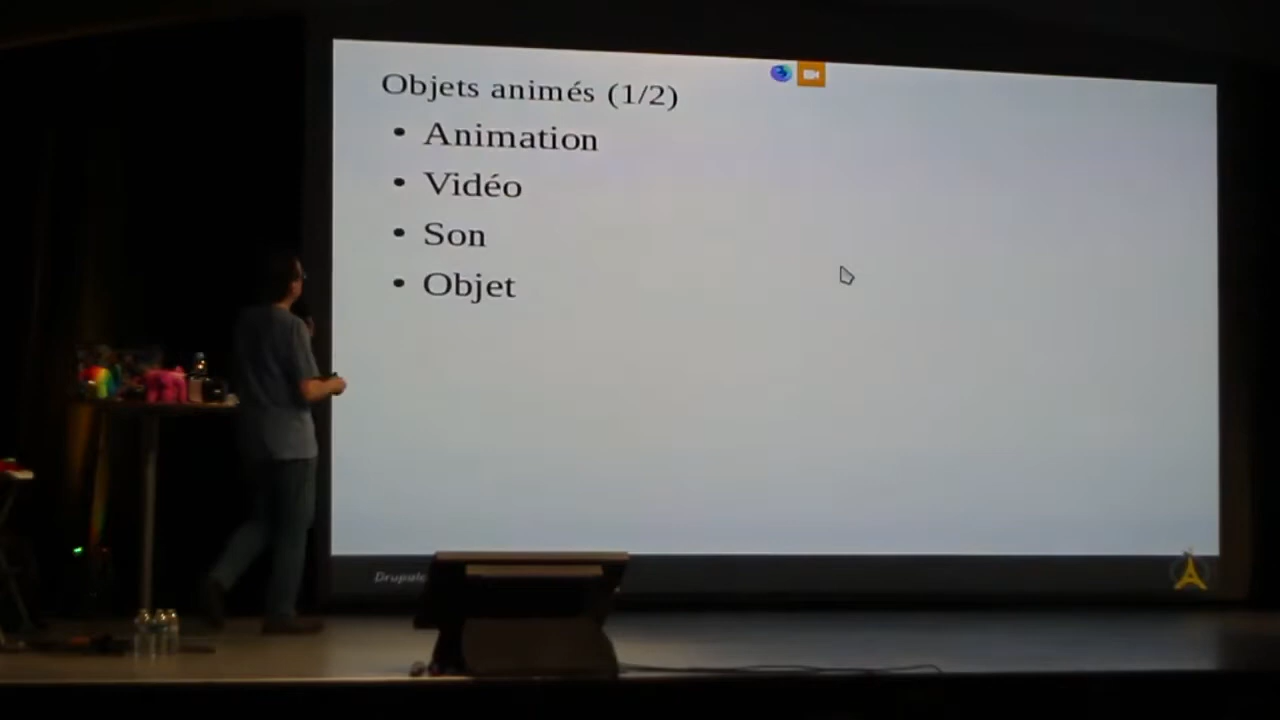 Objets animés (1/2)
• Animation
• Vidéo
• Son
• Objet